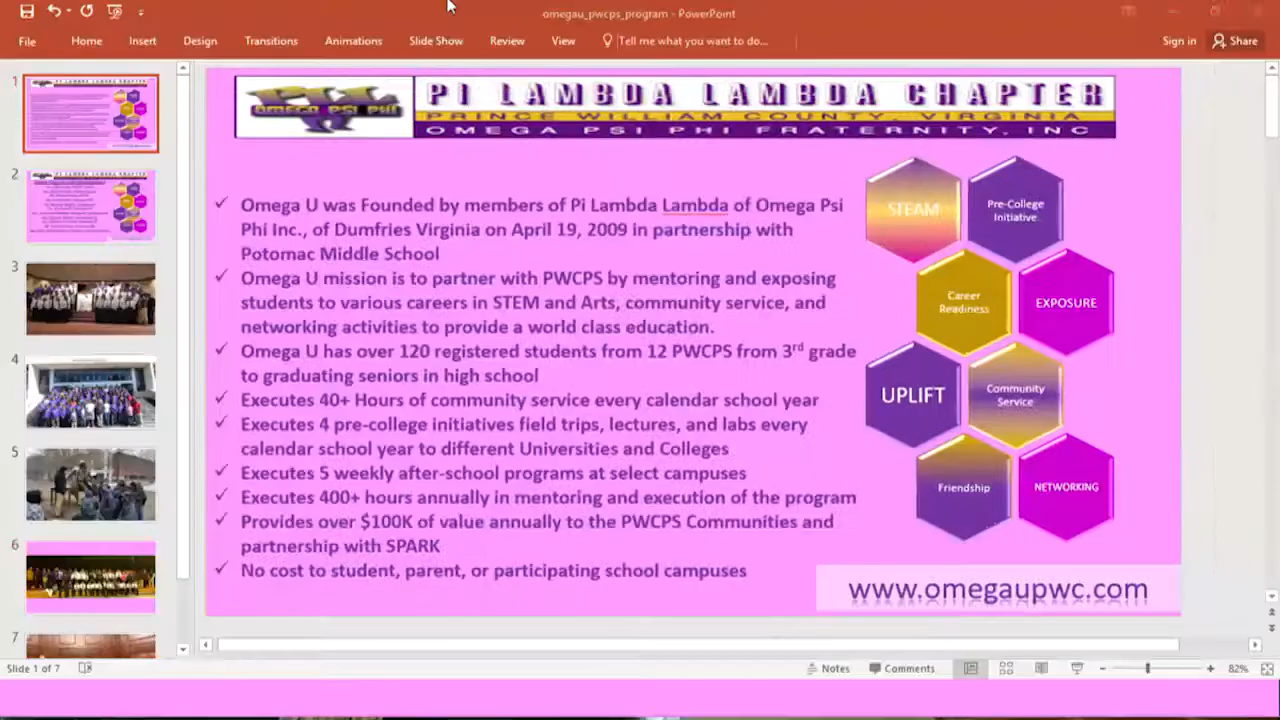 omegau_pwcps_program - PowerPoint
File Home Insert Design Transitions Animations Slide Show Review View Tell me what you want to do... Sign in Share
1
2
3
4
5
6
7
OMEGA PSI PHI
PI LAMBDA LAMBDA CHAPTER
PRINCE WILLIAM COUNTY, VIRGINIA
OMEGA PSI PHI FRATERNITY, INC
Omega U was Founded by members of Pi Lambda Lambda of Omega Psi
Phi Inc., of Dumfries Virginia on April 19, 2009 in partnership with
Potomac Middle School
Omega U mission is to partner with PWCPS by mentoring and exposing
students to various careers in STEM and Arts, community service, and
networking activities to provide a world class education.
Omega U has over 120 registered students from 12 PWCPS from 3rd grade
to graduating seniors in high school
Executes 40+ Hours of community service every calendar school year
Executes 4 pre-college initiatives field trips, lectures, and labs every
calendar school year to different Universities and Colleges
Executes 5 weekly after-school programs at select campuses
Executes 400+ hours annually in mentoring and execution of the program
Provides over $100K of value annually to the PWCPS Communities and
partnership with SPARK
No cost to student, parent, or participating school campuses
STEAM
Pre-College
Initiative
Career
Readiness
EXPOSURE
UPLIFT
Community
Service
Friendship
NETWORKING
www.omegaupwc.com
Slide 1 of 7 Notes Comments 82%